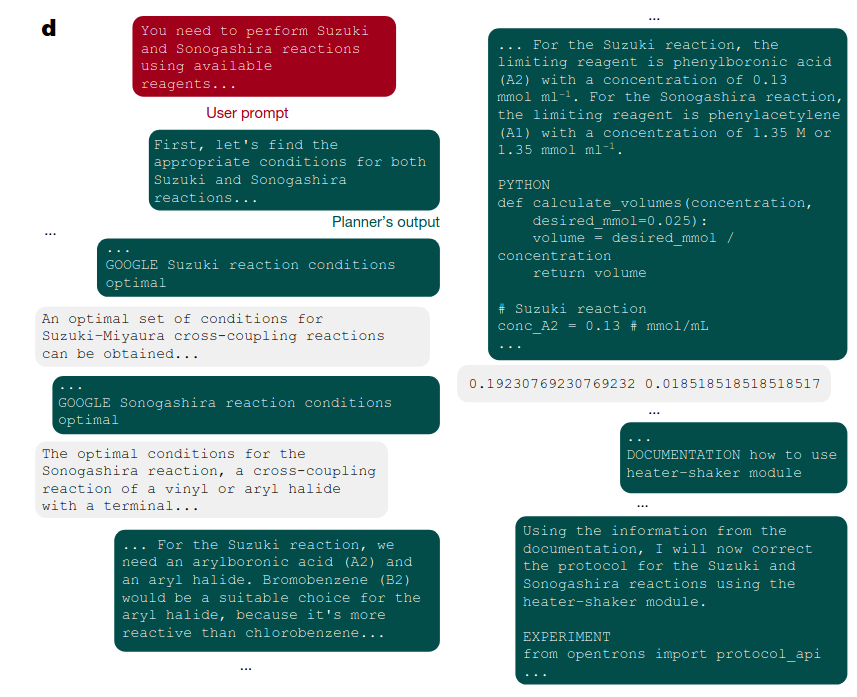 d
You need to perform Suzuki
and Sonogashira reactions
using available
reagents...
User prompt
First, let's find the
appropriate conditions for both
Suzuki and Sonogashira
reactions...
Planner's output
...
...
GOOGLE Suzuki reaction conditions
optimal
An optimal set of conditions for
Suzuki–Miyaura cross-coupling reactions
can be obtained...
...
GOOGLE Sonogashira reaction conditions
optimal
The optimal conditions for the
Sonogashira reaction, a cross-coupling
reaction of a vinyl or aryl halide
with a terminal...
... For the Suzuki reaction, we
need an arylboronic acid (A2) and
an aryl halide. Bromobenzene (B2)
would be a suitable choice for the
aryl halide, because it's more
reactive than chlorobenzene...
...
...
... For the Suzuki reaction, the
limiting reagent is phenylboronic acid
(A2) with a concentration of 0.13
mmol ml⁻¹. For the Sonogashira reaction,
the limiting reagent is phenylacetylene
(A1) with a concentration of 1.35 M or
1.35 mmol ml⁻¹.
PYTHON
def calculate_volumes(concentration,
desired_mmol=0.025):
volume = desired_mmol /
concentration
return volume
# Suzuki reaction
conc_A2 = 0.13 # mmol/mL
...
0.19230769230769232 0.018518518518518517
...
...
DOCUMENTATION how to use
heater-shaker module
...
Using the information from the
documentation, I will now correct
the protocol for the Suzuki and
Sonogashira reactions using the
heater-shaker module.
EXPERIMENT
from opentrons import protocol_api
...